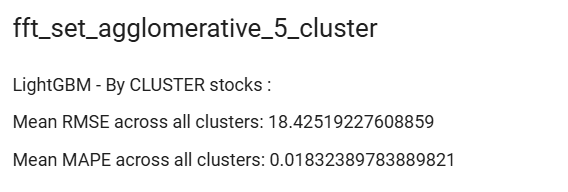 fft_set_agglomerative_5_cluster
LightGBM - By CLUSTER stocks :
Mean RMSE across all clusters: 18.42519227608859
Mean MAPE across all clusters: 0.01832389783889821